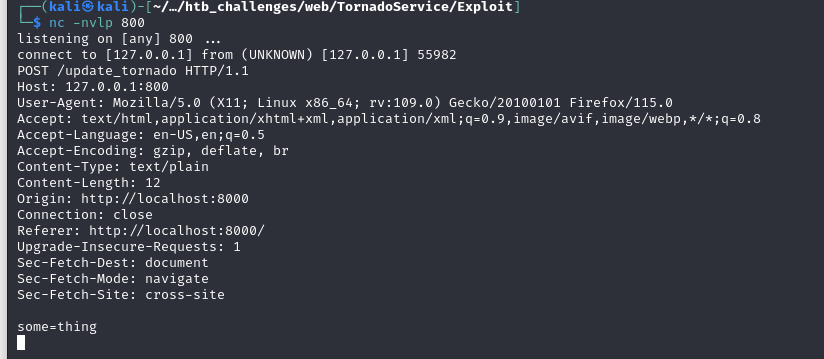 ┌──(kali㉿kali)-[~/…/htb_challenges/web/TornadoService/Exploit]
└─$ nc -nvlp 800
listening on [any] 800 ...
connect to [127.0.0.1] from (UNKNOWN) [127.0.0.1] 55982
POST /update_tornado HTTP/1.1
Host: 127.0.0.1:800
User-Agent: Mozilla/5.0 (X11; Linux x86_64; rv:109.0) Gecko/20100101 Firefox/115.0
Accept: text/html,application/xhtml+xml,application/xml;q=0.9,image/avif,image/webp,*/*;q=0.8
Accept-Language: en-US,en;q=0.5
Accept-Encoding: gzip, deflate, br
Content-Type: text/plain
Content-Length: 12
Origin: http://localhost:8000
Connection: close
Referer: http://localhost:8000/
Upgrade-Insecure-Requests: 1
Sec-Fetch-Dest: document
Sec-Fetch-Mode: navigate
Sec-Fetch-Site: cross-site
some=thing